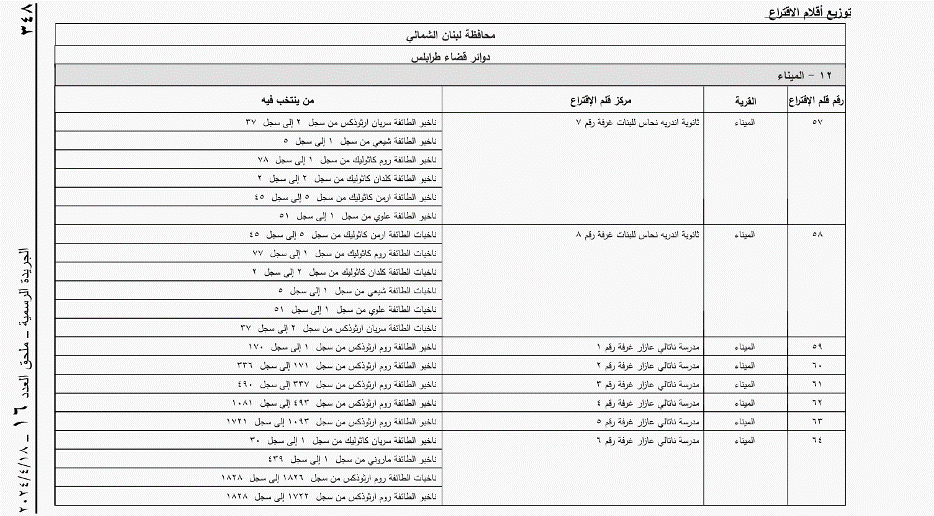 توزيع أقلام الاقتراع
٣٤٨
محافظة لبنان الشمالي
دوائر قضاء طرابلس
١٢ - الميناء
رقم قلم الإقتراع القرية مركز قلم الإقتراع من ينتخب فيه
٥٧ الميناء ثانوية اندريه نحاس للبنات غرفة رقم ٧ ناخبو الطائفة سريان ارثوذكس من سجل ٢ إلى سجل ٣٧
ناخبو الطائفة شيعي من سجل ١ إلى سجل ٥
ناخبو الطائفة روم كاثوليك من سجل ١ إلى سجل ٧٨
ناخبو الطائفة كلدان كاثوليك من سجل ٢ إلى سجل ٢
ناخبو الطائفة ارمن كاثوليك من سجل ٥ إلى سجل ٤٥
ناخبو الطائفة علوي من سجل ١ إلى سجل ٥١
٥٨ الميناء ثانوية اندريه نحاس للبنات غرفة رقم ٨ ناخبات الطائفة ارمن كاثوليك من سجل ٥ إلى سجل ٤٥
ناخبات الطائفة روم كاثوليك من سجل ١ إلى سجل ٧٧
ناخبات الطائفة كلدان كاثوليك من سجل ٢ إلى سجل ٢
ناخبات الطائفة شيعي من سجل ١ إلى سجل ٥
ناخبات الطائفة علوي من سجل ١ إلى سجل ٥١
ناخبات الطائفة سريان ارثوذكس من سجل ٢ إلى سجل ٣٧
٥٩ الميناء مدرسة ناتالي عازار غرفة رقم ١ ناخبو الطائفة روم ارثوذكس من سجل ١ إلى سجل ١٧٠
٦٠ الميناء مدرسة ناتالي عازار غرفة رقم ٢ ناخبو الطائفة روم ارثوذكس من سجل ١٧١ إلى سجل ٣٣٦
٦١ الميناء مدرسة ناتالي عازار غرفة رقم ٣ ناخبو الطائفة روم ارثوذكس من سجل ٣٣٧ إلى سجل ٤٩٠
٦٢ الميناء مدرسة ناتالي عازار غرفة رقم ٤ ناخبو الطائفة روم ارثوذكس من سجل ٤٩٣ إلى سجل ١٠٨١
٦٣ الميناء مدرسة ناتالي عازار غرفة رقم ٥ ناخبو الطائفة روم ارثوذكس من سجل ١٠٩٣ إلى سجل ١٧٢١
٦٤ الميناء مدرسة ناتالي عازار غرفة رقم ٦ ناخبو الطائفة سريان كاثوليك من سجل ١ إلى سجل ٣٠
ناخبو الطائفة ماروني من سجل ١ إلى سجل ٤٣٩
ناخبات الطائفة روم ارثوذكس من سجل ١٨٢٦ إلى سجل ١٨٢٨
ناخبو الطائفة روم ارثوذكس من سجل ١٧٢٢ إلى سجل ١٨٢٨
الجريدة الرسمية - ملحق العدد ١٦ - ٢٠٢٤/٤/١٨